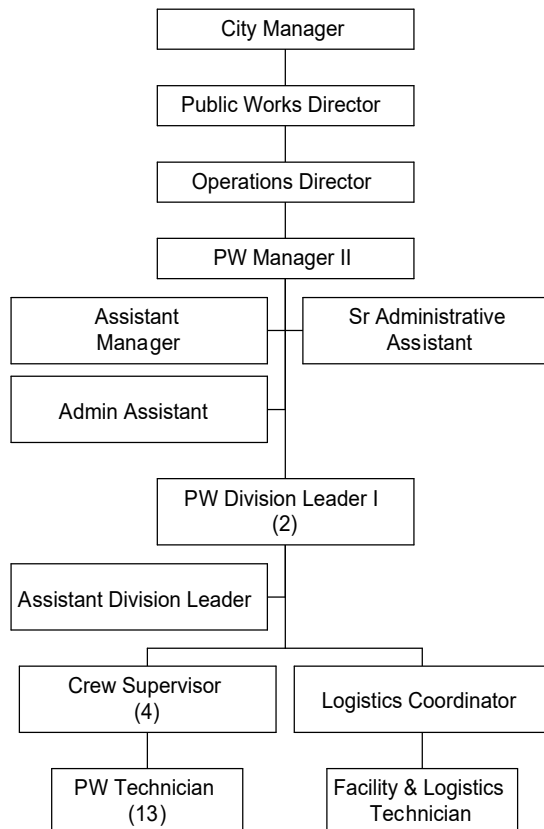 City Manager
Public Works Director
Operations Director
PW Manager II
Assistant
Manager
Sr Administrative
Assistant
Admin Assistant
PW Division Leader I
(2)
Assistant Division Leader
Crew Supervisor
(4)
Logistics Coordinator
PW Technician
(13)
Facility & Logistics
Technician